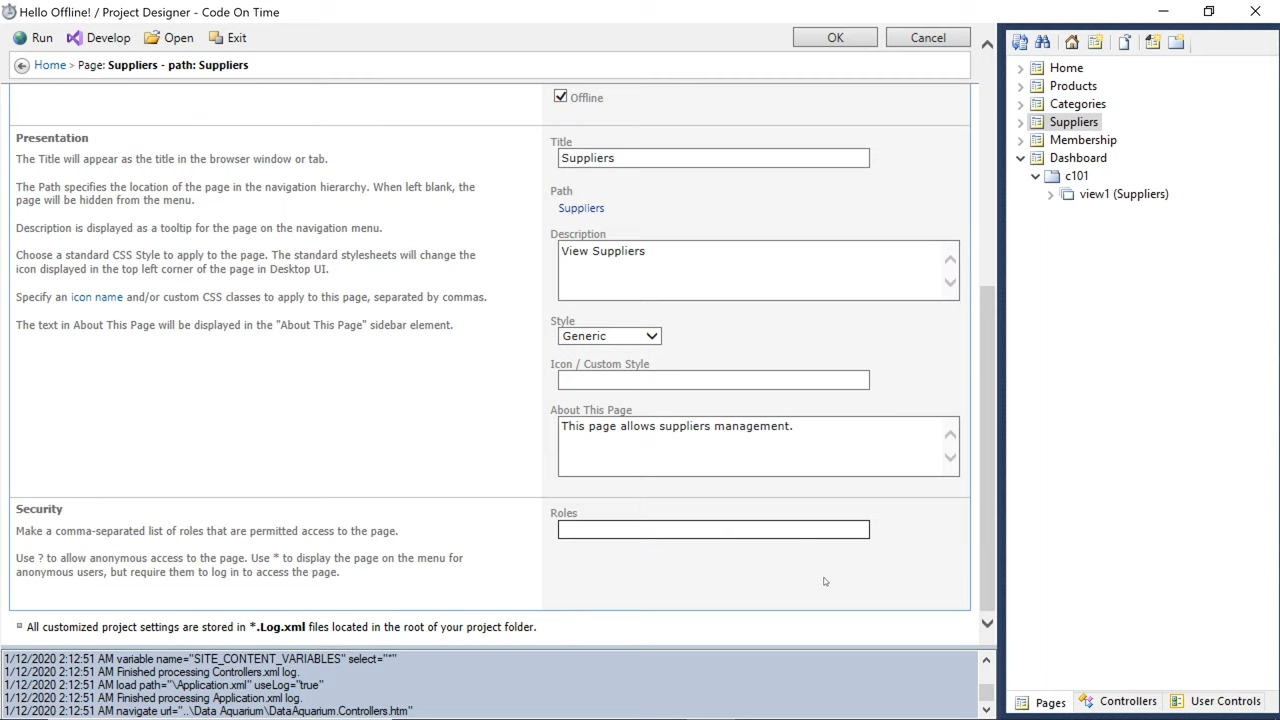 Hello Offline! / Project Designer - Code On Time
Run Develop Open Exit OK Cancel
Home > Page: Suppliers - path: Suppliers
Offline
Presentation
The Title will appear as the title in the browser window or tab.
The Path specifies the location of the page in the navigation hierarchy. When left blank, the
page will be hidden from the menu.
Description is displayed as a tooltip for the page on the navigation menu.
Choose a standard CSS Style to apply to the page. The standard stylesheets will change the
icon displayed in the top left corner of the page in Desktop UI.
Specify an icon name and/or custom CSS classes to apply to this page, separated by commas.
The text in About This Page will be displayed in the "About This Page" sidebar element.
Title
Suppliers
Path
Suppliers
Description
View Suppliers
Style
Generic
Icon / Custom Style
About This Page
This page allows suppliers management.
Security
Make a comma-separated list of roles that are permitted access to the page.
Use ? to allow anonymous access to the page. Use * to display the page on the menu for
anonymous users, but require them to log in to access the page.
Roles
All customized project settings are stored in *.Log.xml files located in the root of your project folder.
1/12/2020 2:12:51 AM variable name="SITE_CONTENT_VARIABLES" select="*"
1/12/2020 2:12:51 AM Finished processing Controllers.xml log.
1/12/2020 2:12:51 AM load path="\Application.xml" useLog="true"
1/12/2020 2:12:51 AM Finished processing Application.xml log.
1/12/2020 2:12:51 AM navigate url="..\Data Aquarium\DataAquarium.Controllers.htm"
Home
Products
Categories
Suppliers
Membership
Dashboard
c101
view1 (Suppliers)
Pages Controllers User Controls